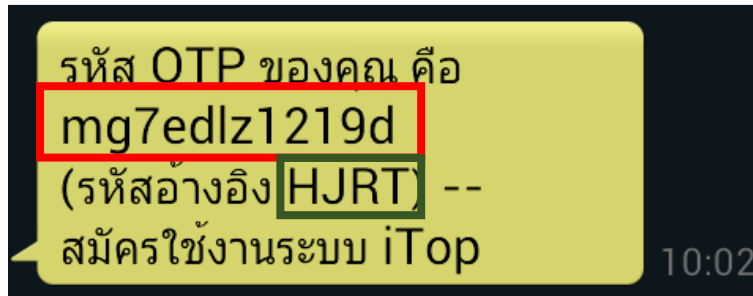 รหัส OTP ของคุณ คือ
mg7edlz1219d
(รหัสอ้างอิง HJRT) --
สมัครใช้งานระบบ iTop
10:02